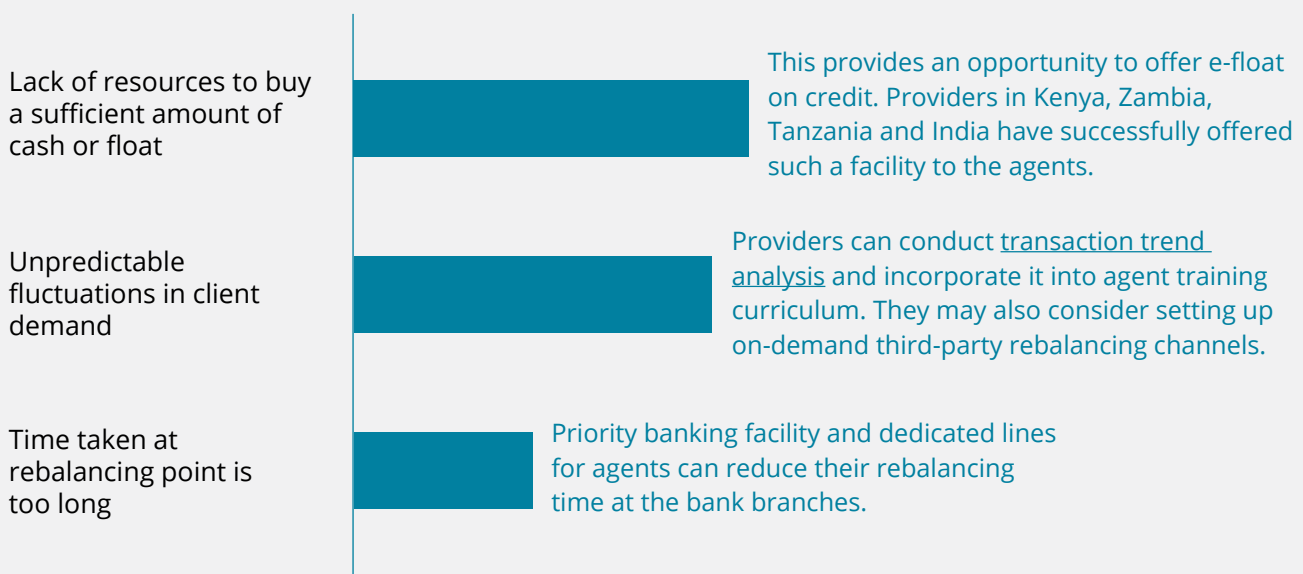 Lack of resources to buy
a sufficient amount of
cash or float
This provides an opportunity to offer e-float
on credit. Providers in Kenya, Zambia,
Tanzania and India have successfully offered
such a facility to the agents.
Unpredictable
fluctuations in client
demand
Providers can conduct transaction trend
analysis and incorporate it into agent training
curriculum. They may also consider setting up
on-demand third-party rebalancing channels.
Time taken at
rebalancing point is
too long
Priority banking facility and dedicated lines
for agents can reduce their rebalancing
time at the bank branches.